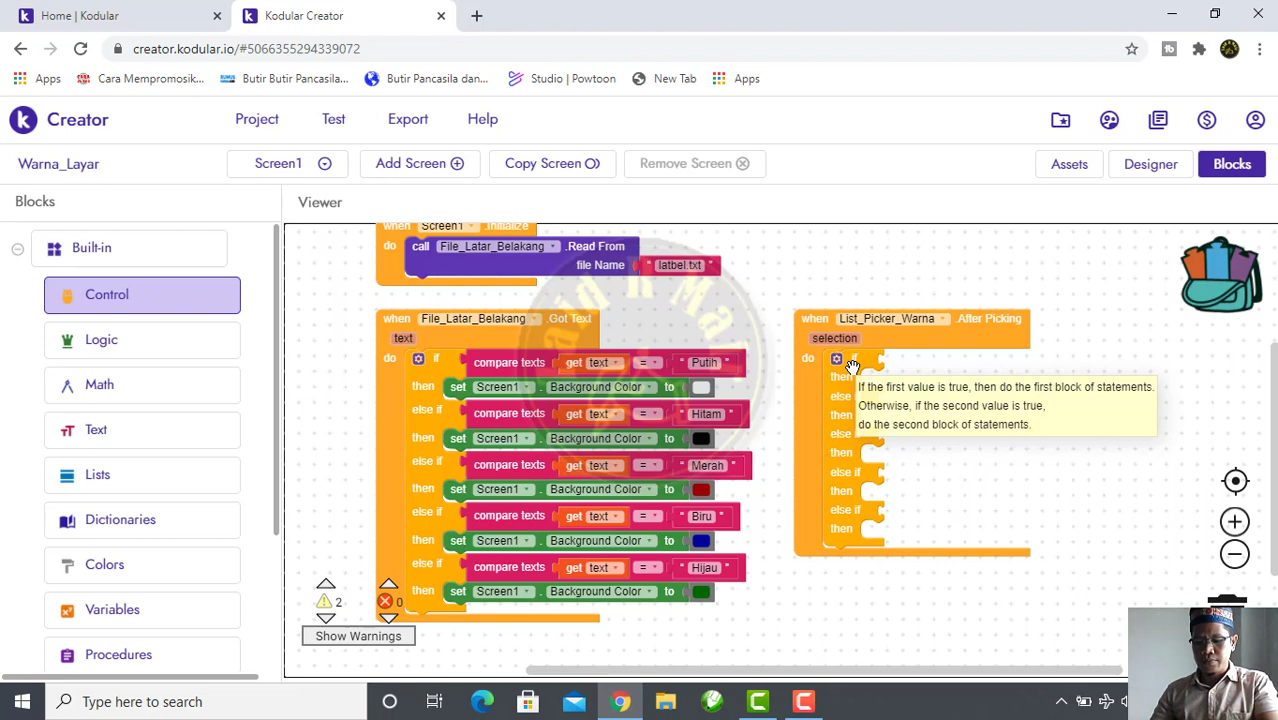 Home | Kodular
Kodular Creator
creator.kodular.io/#5066355294339072
Apps
Cara Mempromosik...
Butir Butir Pancasila...
Butir Pancasila dan...
Studio | Powtoon
New Tab
Apps
Creator
Project
Test
Export
Help
Warna_Layar
Screen1
Add Screen
Copy Screen
Remove Screen
Assets
Designer
Blocks
Blocks
Viewer
Built-in
Control
Logic
Math
Text
Lists
Dictionaries
Colors
Variables
Procedures
when Screen1 .Initialize
do call File_Latar_Belakang .Read From
file Name " latbel.txt "
when File_Latar_Belakang .Got Text
text
do if compare texts get text = " Putih "
then set Screen1 . Background Color to
else if compare texts get text = " Hitam "
then set Screen1 . Background Color to
else if compare texts get text = " Merah "
then set Screen1 . Background Color to
else if compare texts get text = " Biru "
then set Screen1 . Background Color to
else if compare texts get text = " Hijau "
then set Screen1 . Background Color to
when List_Picker_Warna .After Picking
selection
do if
then
else
then
else
then
else if
then
else if
then
If the first value is true, then do the first block of statements.
Otherwise, if the second value is true,
do the second block of statements.
2
0
Show Warnings
Type here to search